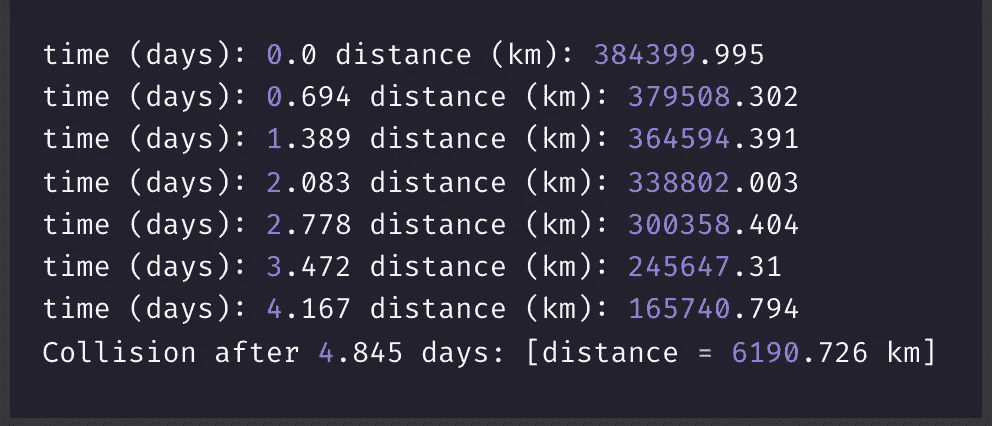 time (days): 0.0 distance (km): 384399.995
time (days): 0.694 distance (km): 379508.302
time (days): 1.389 distance (km): 364594.391
time (days): 2.083 distance (km): 338802.003
time (days): 2.778 distance (km): 300358.404
time (days): 3.472 distance (km): 245647.31
time (days): 4.167 distance (km): 165740.794
Collision after 4.845 days: [distance = 6190.726 km]